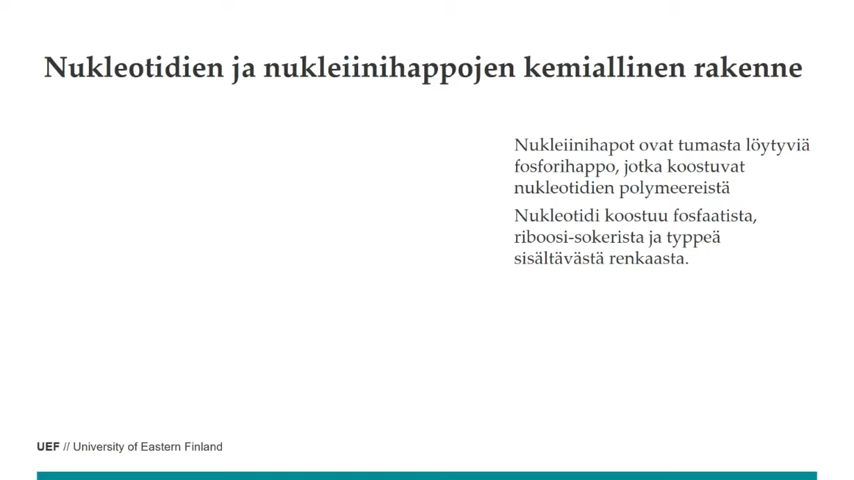 Nukleotidien ja nukleiinihappojen kemiallinen rakenne
Nukleiinihapot ovat tumasta löytyviä
fosforihappo, jotka koostuvat
nukleotidien polymeereistä
Nukleotidi koostuu fosfaatista,
riboosi-sokerista ja typpeä
sisältävästä renkaasta.
UEF // University of Eastern Finland